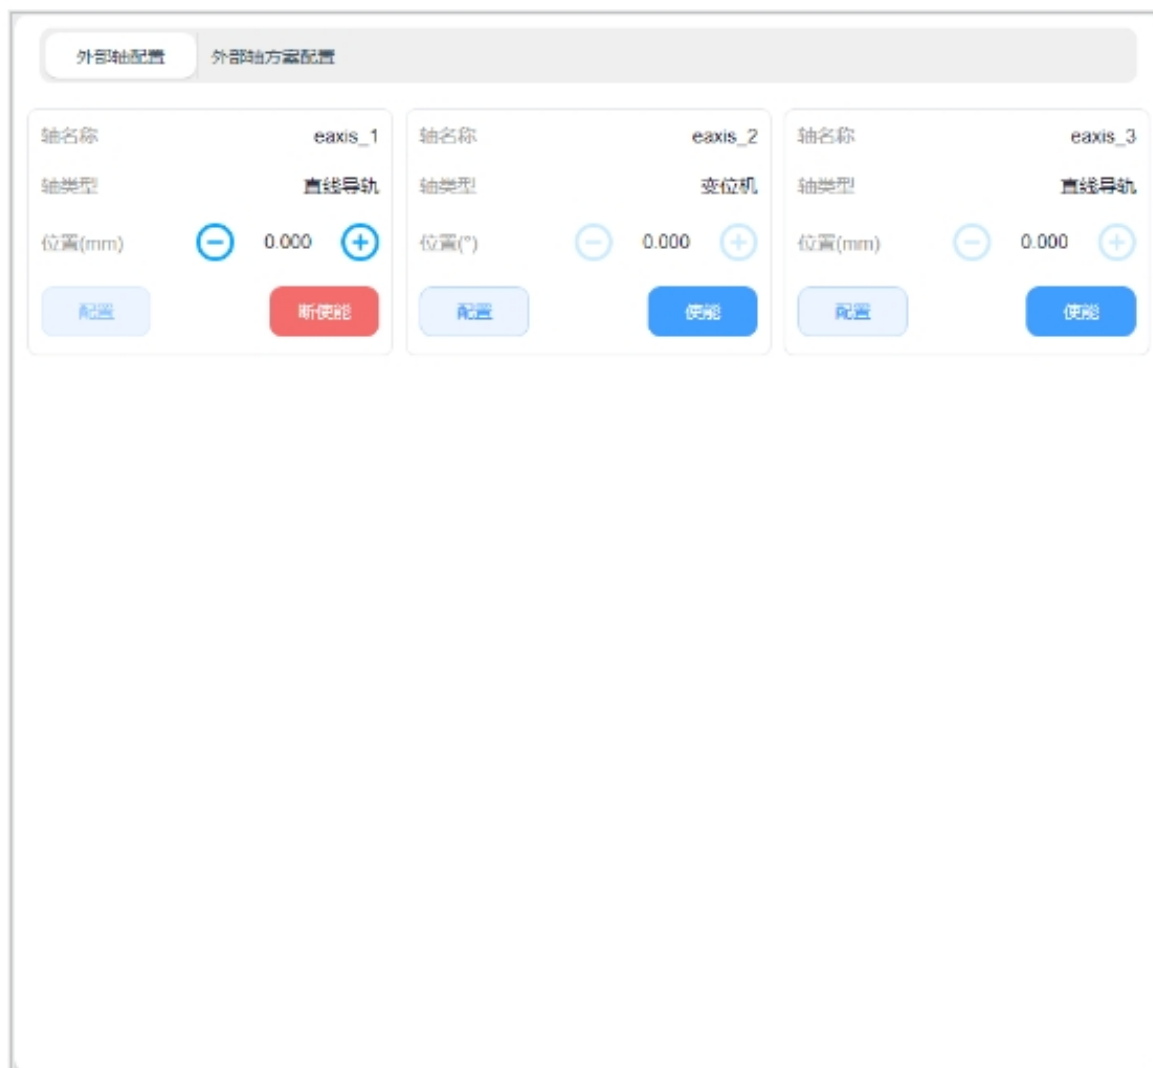 外部轴配置 外部轴方案配置
轴名称 eaxis_1
轴类型 直线导轨
位置(mm) 0.000
配置 断使能
轴名称 eaxis_2
轴类型 变位机
位置(°) 0.000
配置 使能
轴名称 eaxis_3
轴类型 直线导轨
位置(mm) 0.000
配置 使能